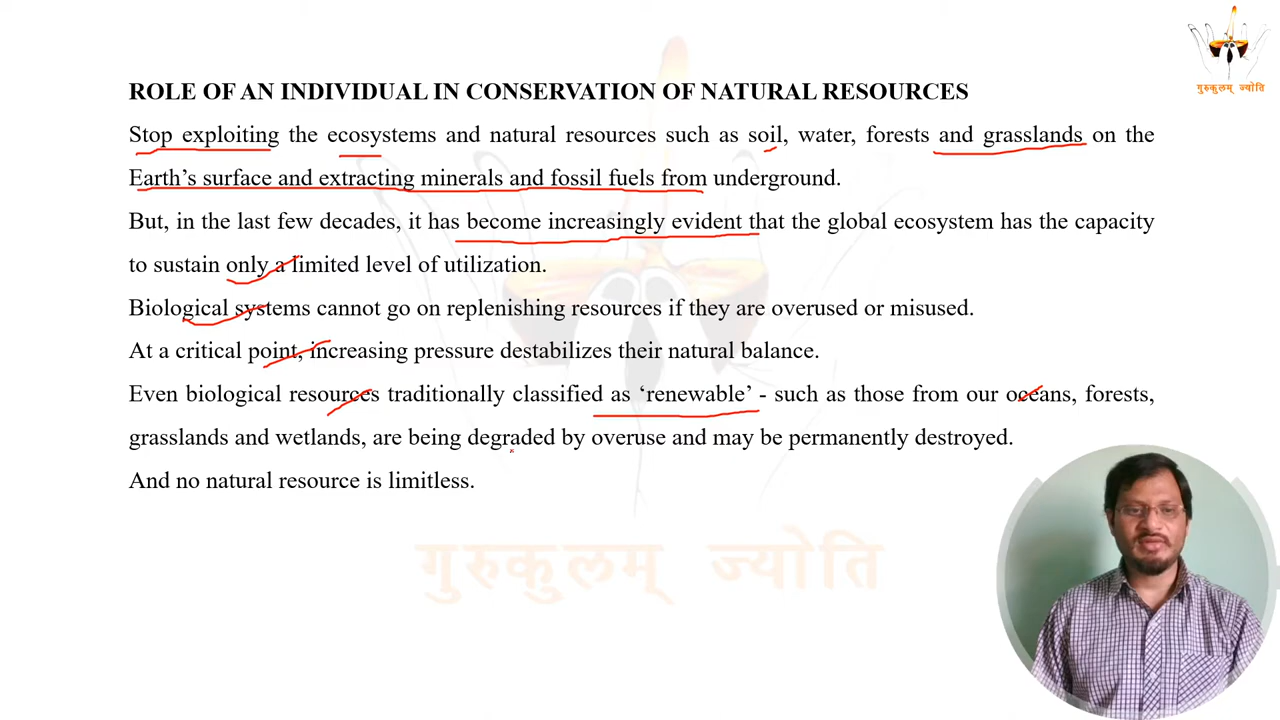 गुरुकुलम् ज्योति
ROLE OF AN INDIVIDUAL IN CONSERVATION OF NATURAL RESOURCES
Stop exploiting the ecosystems and natural resources such as soil, water, forests and grasslands on the
Earth’s surface and extracting minerals and fossil fuels from underground.
But, in the last few decades, it has become increasingly evident that the global ecosystem has the capacity
to sustain only a limited level of utilization.
Biological systems cannot go on replenishing resources if they are overused or misused.
At a critical point, increasing pressure destabilizes their natural balance.
Even biological resources traditionally classified as ‘renewable’ - such as those from our oceans, forests,
grasslands and wetlands, are being degraded by overuse and may be permanently destroyed.
And no natural resource is limitless.
गुरुकुलम् ज्योति